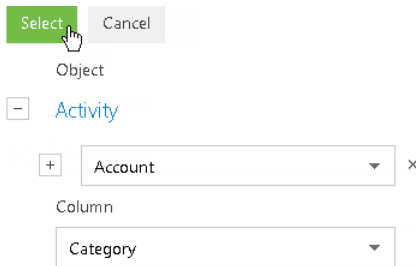 Select Cancel
Object
Activity
Account
Column
Category